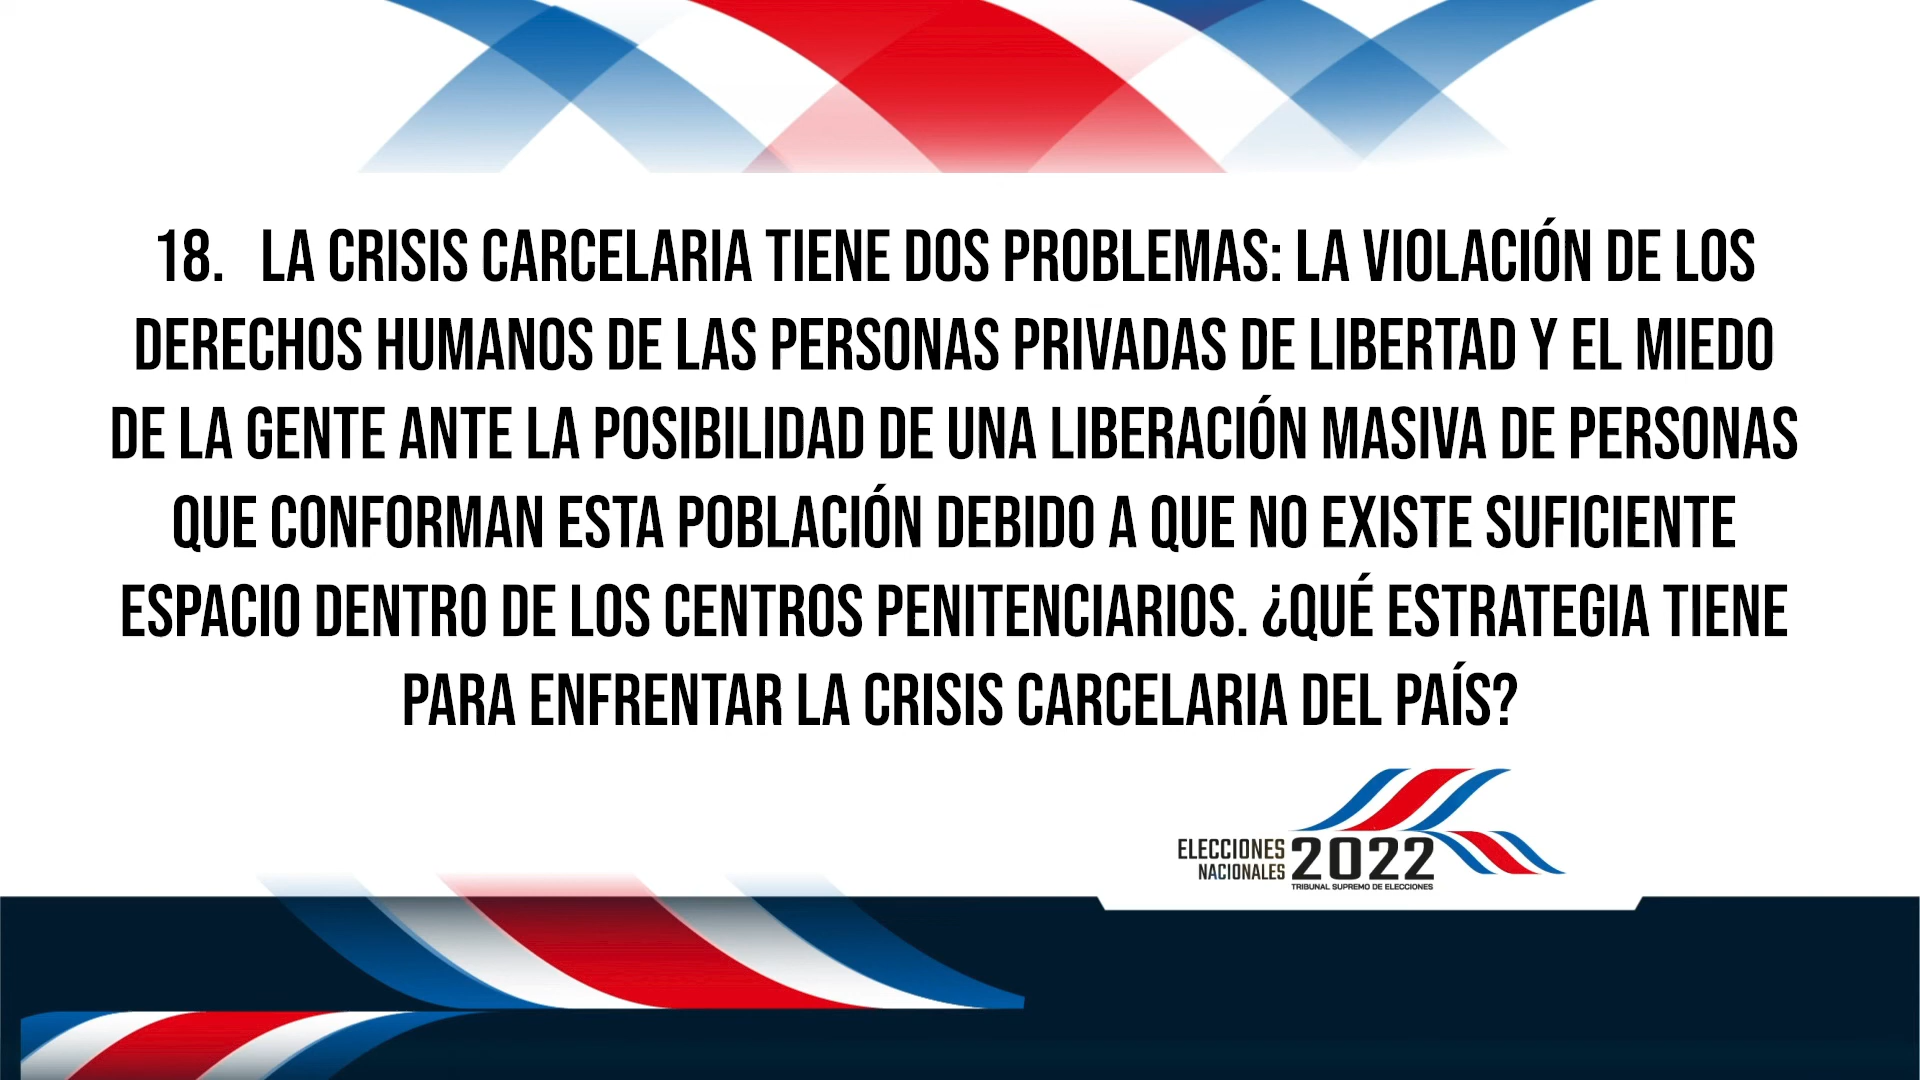 18. LA CRISIS CARCELARIA TIENE DOS PROBLEMAS: LA VIOLACIÓN DE LOS
DERECHOS HUMANOS DE LAS PERSONAS PRIVADAS DE LIBERTAD Y EL MIEDO
DE LA GENTE ANTE LA POSIBILIDAD DE UNA LIBERACIÓN MASIVA DE PERSONAS
QUE CONFORMAN ESTA POBLACIÓN DEBIDO A QUE NO EXISTE SUFICIENTE
ESPACIO DENTRO DE LOS CENTROS PENITENCIARIOS. ¿QUÉ ESTRATEGIA TIENE
PARA ENFRENTAR LA CRISIS CARCELARIA DEL PAÍS?
ELECCIONES
NACIONALES
2022
TRIBUNAL SUPREMO DE ELECCIONES